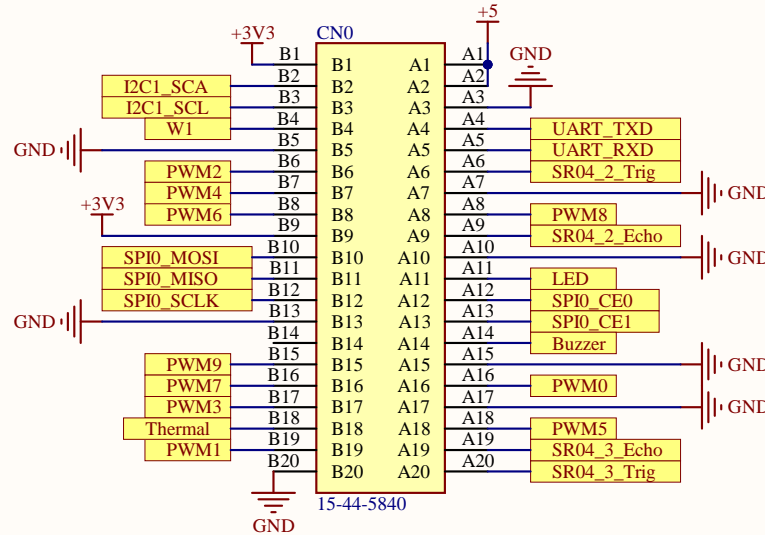 +5
+3V3 CN0 GND
B1 B1 A1 A1
I2C1_SCA B2 B2 A2 A2
I2C1_SCL B3 B3 A3 A3
W1 B4 B4 A4 A4 UART_TXD
GND B5 B5 A5 A5 UART_RXD
PWM2 B6 B6 A6 A6 SR04_2_Trig
PWM4 B7 B7 A7 A7 GND
PWM6 B8 B8 A8 A8 PWM8
+3V3 B9 B9 A9 A9 SR04_2_Echo
SPI0_MOSI B10 B10 A10 A10 GND
SPI0_MISO B11 B11 A11 A11 LED
SPI0_SCLK B12 B12 A12 A12 SPI0_CE0
GND B13 B13 A13 A13 SPI0_CE1
B14 B14 A14 A14 Buzzer
PWM9 B15 B15 A15 A15 GND
PWM7 B16 B16 A16 A16 PWM0
PWM3 B17 B17 A17 A17 GND
Thermal B18 B18 A18 A18 PWM5
PWM1 B19 B19 A19 A19 SR04_3_Echo
B20 B20 A20 A20 SR04_3_Trig
GND 15-44-5840